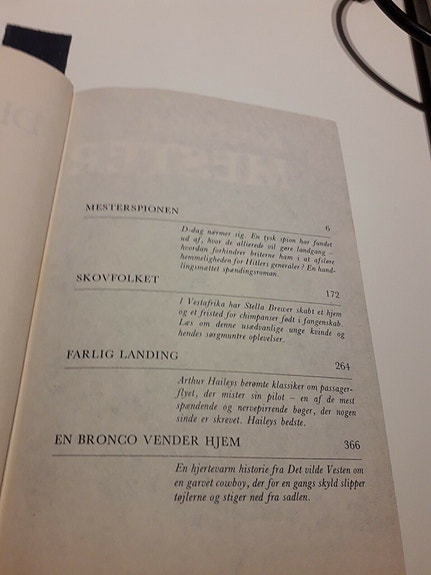 MESTERSPIONEN
6
D-dag nærmer sig. En tysk spion har fundet
ud af, hvor de allierede vil gøre landgang –
hvordan forhindrer briterne ham i at afsløre
hemmeligheden for Hitlers generaler? En hand-
lingsmættet spændingsroman.
SKOVFOLKET
172
I Vestafrika har Stella Brewer skabt et hjem
og et fristed for chimpanser født i fangenskab.
Læs om denne usædvanlige unge kvinde og
hendes sørgmuntre oplevelser.
FARLIG LANDING
264
Arthur Haileys berømte klassiker om passager-
flyet, der mister sin pilot – en af de mest
spændende og nervepirrende bøger, der nogen
sinde er skrevet. Haileys bedste.
EN BRONCO VENDER HJEM
366
En hjertevarm historie fra Det vilde Vesten om
en garvet cowboy, der for en gangs skyld slipper
tøjlerne og stiger ned fra sadlen.